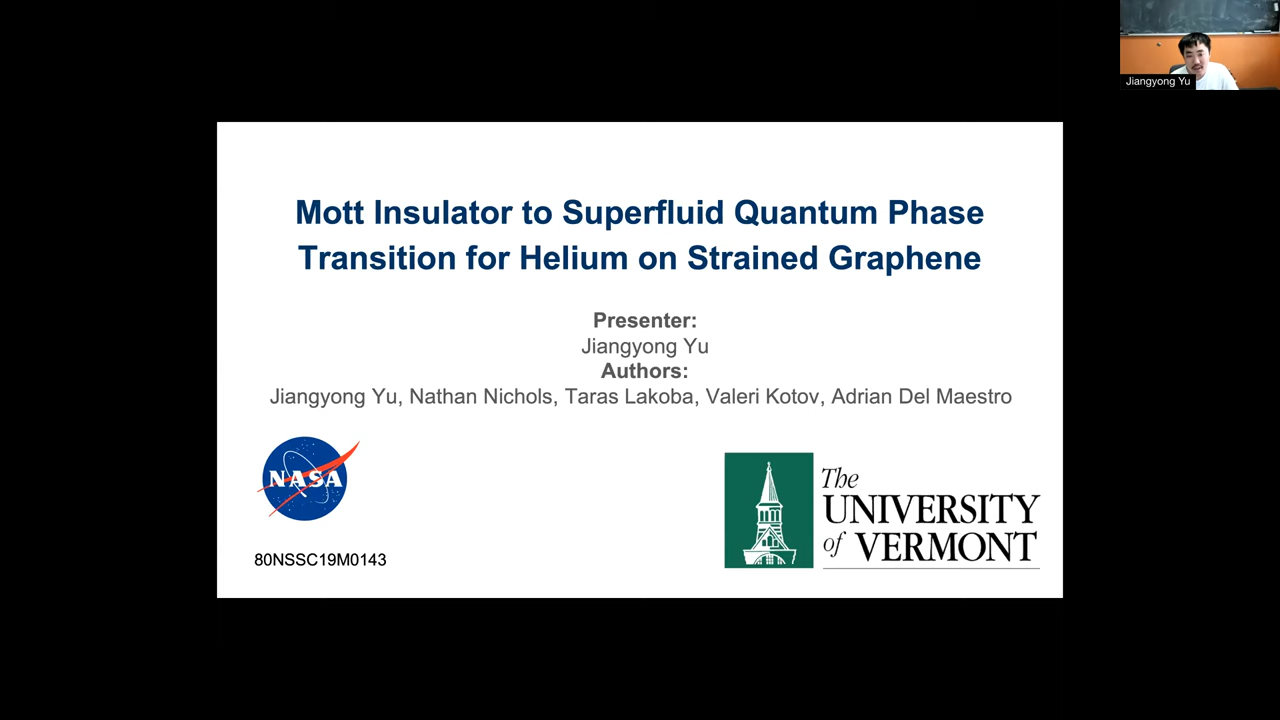 Jiangyong Yu
Mott Insulator to Superfluid Quantum Phase
Transition for Helium on Strained Graphene
Presenter:
Jiangyong Yu
Authors:
Jiangyong Yu, Nathan Nichols, Taras Lakoba, Valeri Kotov, Adrian Del Maestro
NASA
80NSSC19M0143
The
UNIVERSITY
of VERMONT